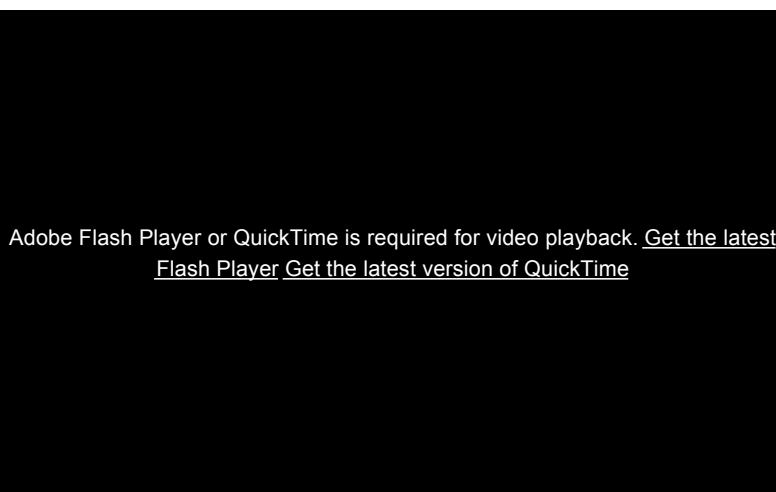 Adobe Flash Player or QuickTime is required for video playback. Get the latest
Flash Player Get the latest version of QuickTime